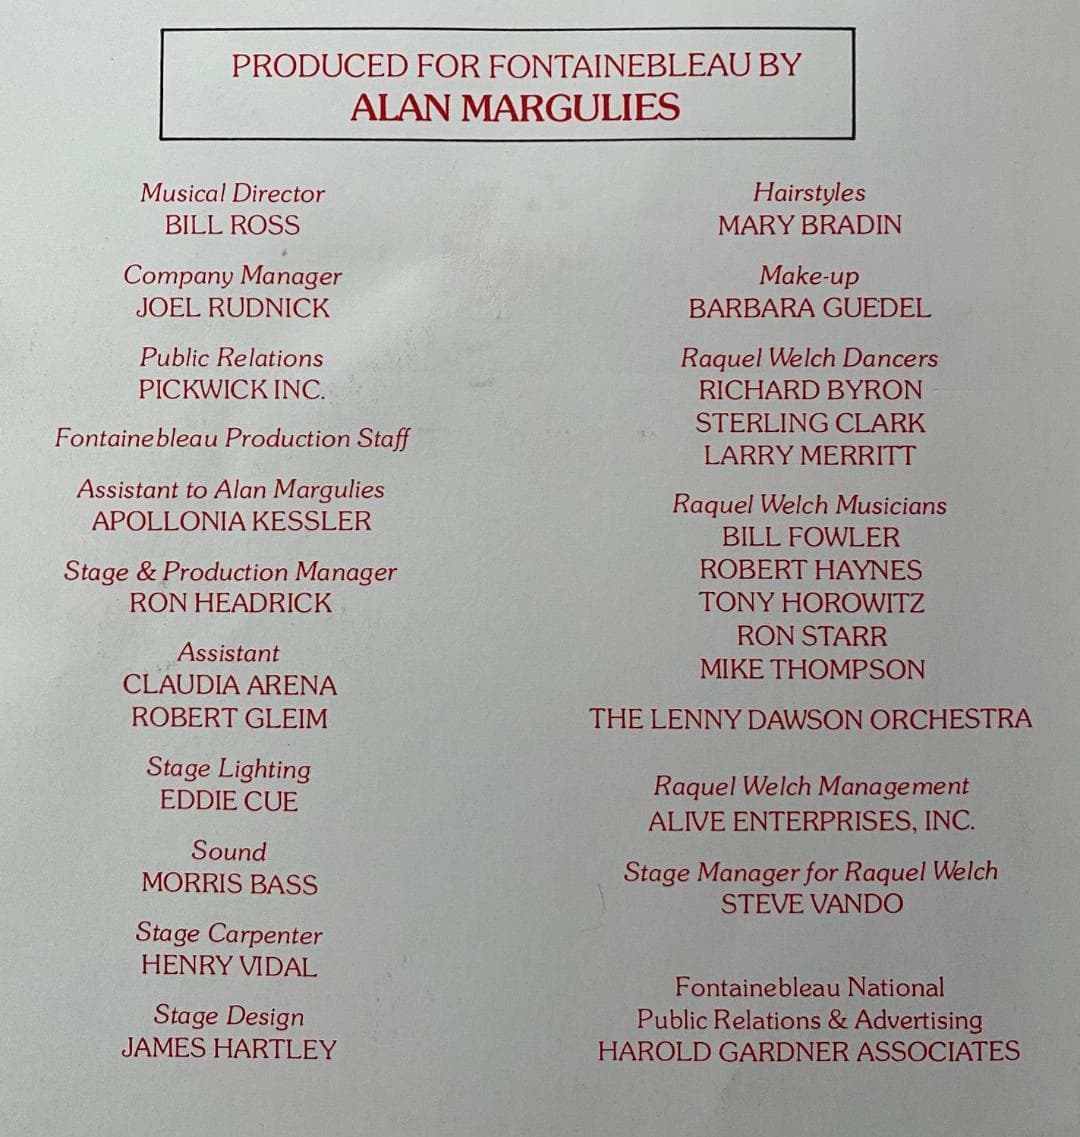 PRODUCED FOR FONTAINEBLEAU BY
ALAN MARGULIES
Musical Director
BILL ROSS
Company Manager
JOEL RUDNICK
Public Relations
PICKWICK INC.
Fontainebleau Production Staff
Assistant to Alan Margulies
APOLLONIA KESSLER
Stage & Production Manager
RON HEADRICK
Assistant
CLAUDIA ARENA
ROBERT GLEIM
Stage Lighting
EDDIE CUE
Sound
MORRIS BASS
Stage Carpenter
HENRY VIDAL
Stage Design
JAMES HARTLEY
Hairstyles
MARY BRADIN
Make-up
BARBARA GUEDEL
Raquel Welch Dancers
RICHARD BYRON
STERLING CLARK
LARRY MERRITT
Raquel Welch Musicians
BILL FOWLER
ROBERT HAYNES
TONY HOROWITZ
RON STARR
MIKE THOMPSON
THE LENNY DAWSON ORCHESTRA
Raquel Welch Management
ALIVE ENTERPRISES, INC.
Stage Manager for Raquel Welch
STEVE VANDO
Fontainebleau National
Public Relations & Advertising
HAROLD GARDNER ASSOCIATES